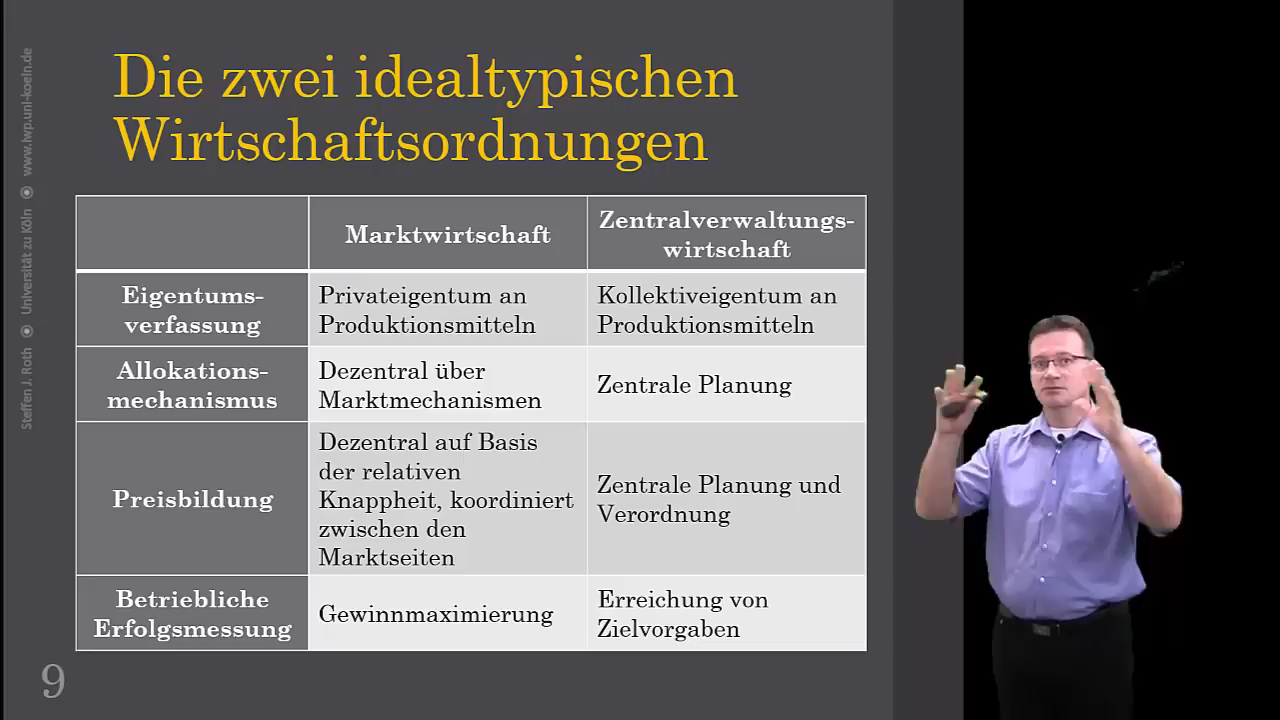 Die zwei idealtypischen
Wirtschaftsordnungen
Marktwirtschaft
Zentralverwaltungs-
wirtschaft
Eigentums-
verfassung
Privateigentum an
Produktionsmitteln
Kollektiveigentum an
Produktionsmitteln
Allokations-
mechanismus
Dezentral über
Marktmechanismen
Zentrale Planung
Preisbildung
Dezentral auf Basis
der relativen
Knappheit, koordiniert
zwischen den
Marktseiten
Zentrale Planung und
Verordnung
Betriebliche
Erfolgsmessung
Gewinnmaximierung
Erreichung von
Zielvorgaben
9
Steffen J. Roth ◉ Universität zu Köln ◉ www.iwp.uni-koeln.de